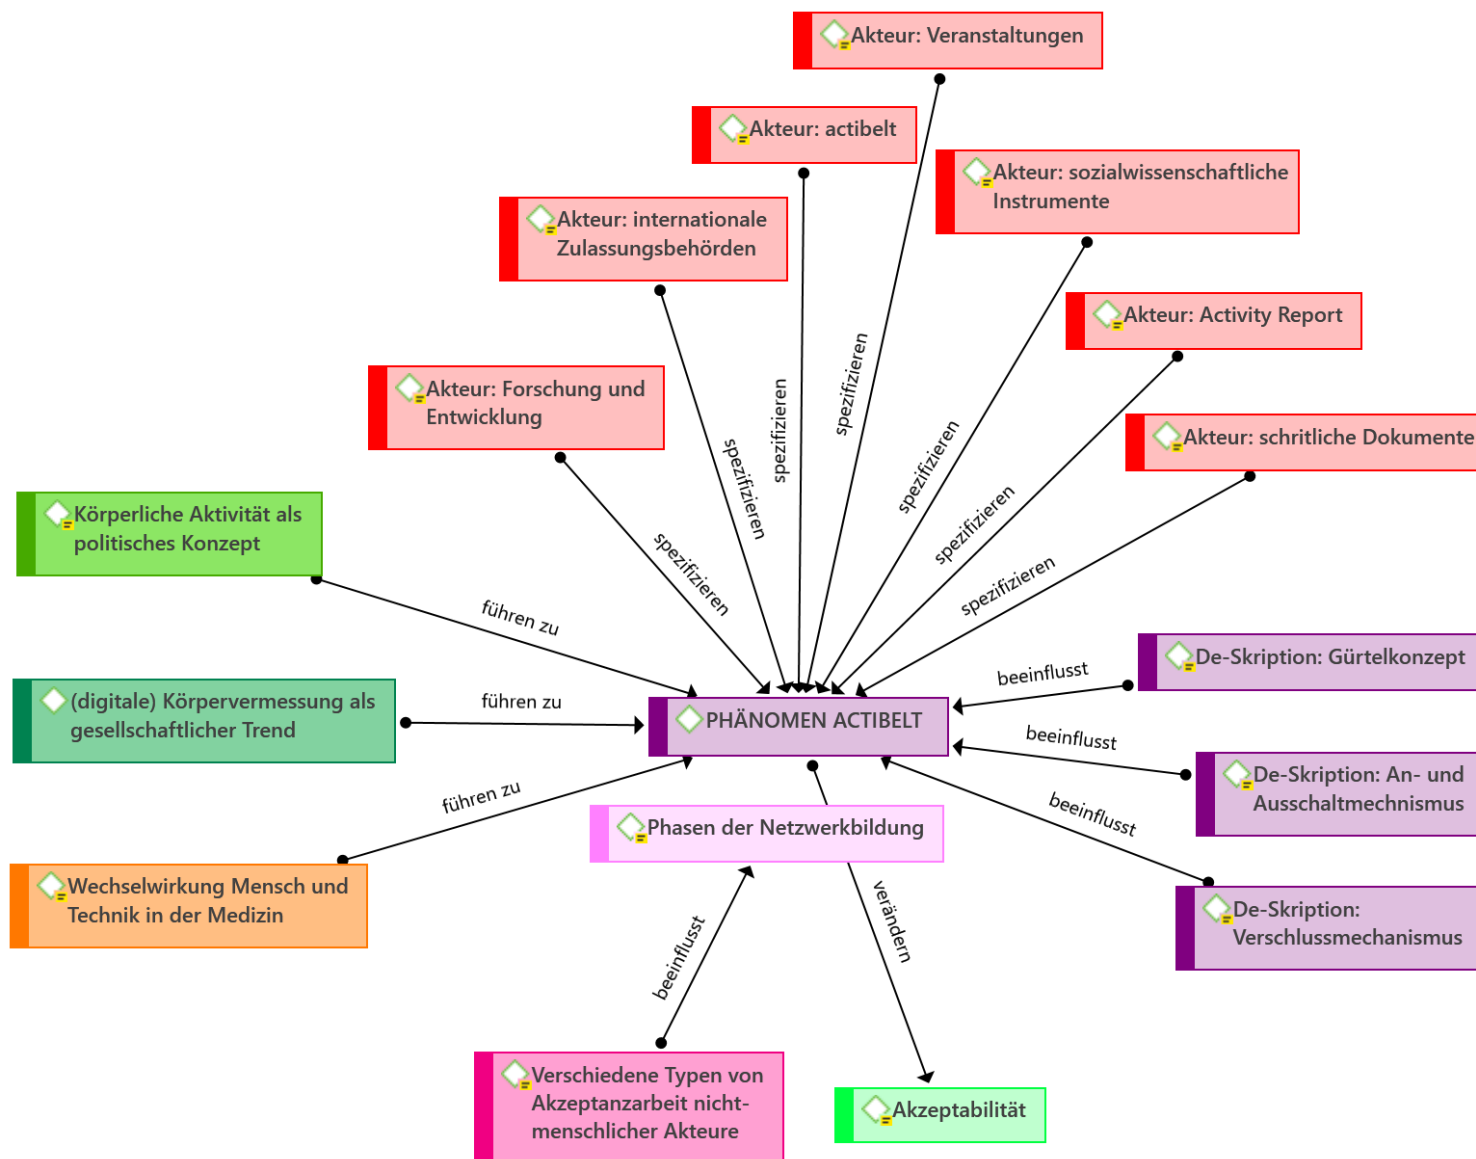 Akteur: Veranstaltungen
Akteur: actibelt
Akteur: sozialwissenschaftliche
Instrumente
Akteur: internationale
Zulassungsbehörden
Akteur: Activity Report
Akteur: Forschung und
Entwicklung
Akteur: schritliche Dokumente
spezifizieren
spezifizieren
spezifizieren
spezifizieren
spezifizieren
spezifizieren
spezifizieren
Körperliche Aktivität als
politisches Konzept
führen zu
(digitale) Körpervermessung als
gesellschaftlicher Trend
führen zu
PHÄNOMEN ACTIBELT
beeinflusst
De-Skription: Gürtelkonzept
beeinflusst
De-Skription: An- und
Ausschaltmechnismus
führen zu
beeinflusst
Phasen der Netzwerkbildung
Wechselwirkung Mensch und
Technik in der Medizin
verändern
De-Skription:
Verschlussmechanismus
beeinflusst
Verschiedene Typen von
Akzeptanzarbeit nicht-
menschlicher Akteure
Akzeptabilität